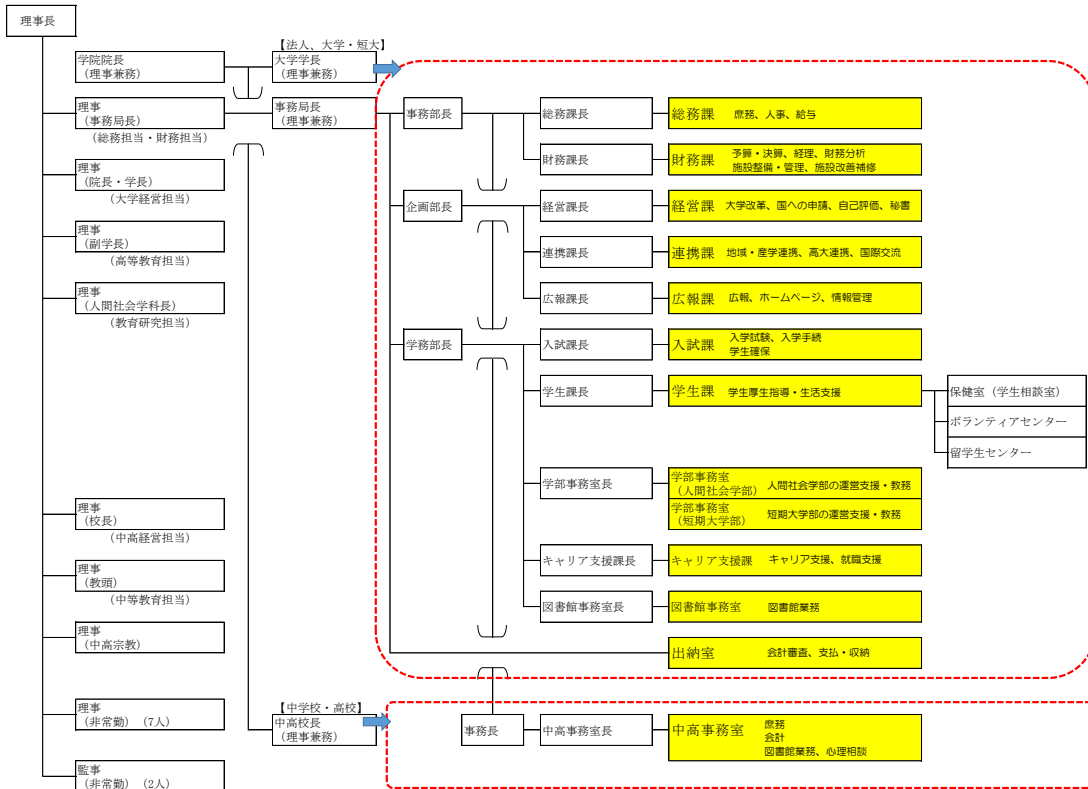 理事長
学院院長
(理事兼務)
【法人、大学・短大】
大学学長
(理事兼務)
理事
(事務局長)
(総務担当・財務担当)
事務局長
(理事兼務)
事務部長
総務課長
総務課 庶務、人事、給与
財務課長
財務課 予算・決算、経理、財務分析
施設整備・管理、施設改善補修
理事
(院長・学長)
(大学経営担当)
企画部長
経営課長
経営課 大学改革、国への申請、自己評価、秘書
理事
(副学長)
(高等教育担当)
連携課長
連携課 地域・産学連携、高大連携、国際交流
理事
(人間社会学科長)
(教育研究担当)
広報課長
広報課 広報、ホームページ、情報管理
学務部長
入試課長
入試課 入学試験、入学手続
学生確保
学生課長
学生課 学生厚生指導・生活支援
保健室(学生相談室)
ボランティアセンター
留学生センター
学部事務室長
学部事務室
(人間社会学部) 人間社会学部の運営支援・教務
学部事務室
(短期大学部) 短期大学部の運営支援・教務
理事
(校長)
(中高経営担当)
キャリア支援課長
キャリア支援課 キャリア支援、就職支援
理事
(教頭)
(中等教育担当)
図書館事務室長
図書館事務室 図書館業務
理事
(中高宗教)
出納室 会計審査、支払・収納
理事
(非常勤)(7人)
【中学校・高校】
中高校長
(理事兼務)
事務長
中高事務室長
中高事務室 庶務
会計
図書館業務、心理相談
監事
(非常勤)(2人)